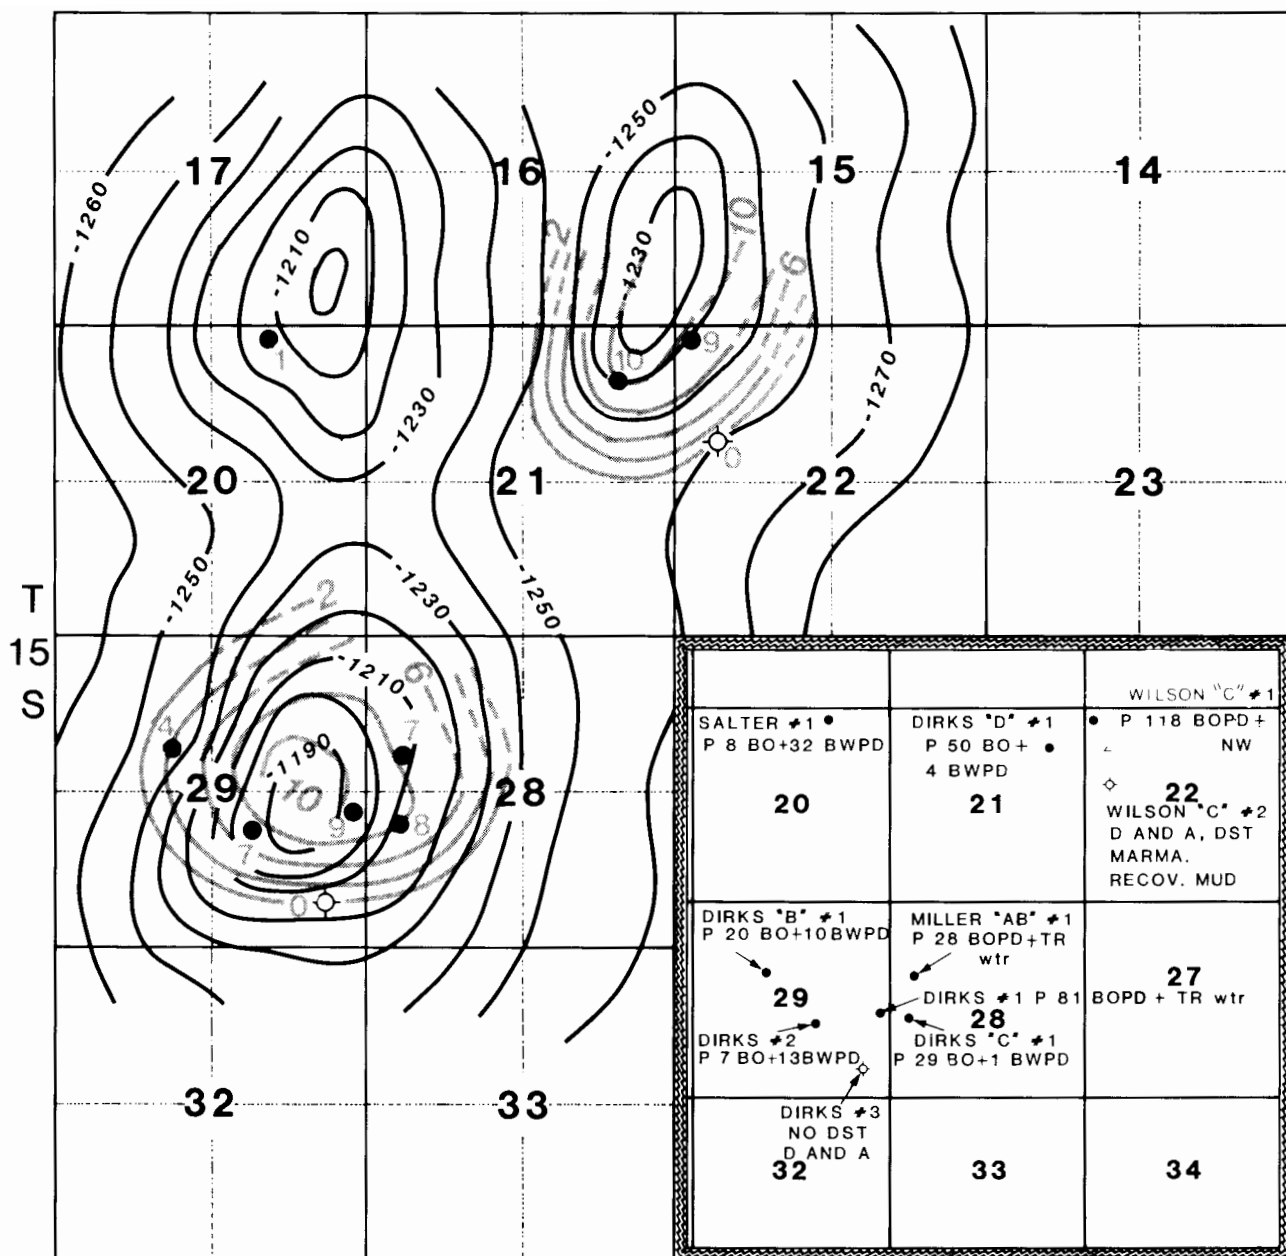 -1250
17
16
15
14
-1260
-2
-10
-1210
-1230
-6
1
10
9
-1270
-1230
0
20
21
22
23
-1250
-2
-1230
-1250
T
15
S
-1210
6
4
7
-1190
29
10
28
7
9
8
0
32
33
WILSON "C" #1
SALTER #1
P 8 BO+32 BWPD
DIRKS "D" #1
P 50 BO+
4 BWPD
P 118 BOPD+
NW
20
21
22
WILSON "C" #2
D AND A, DST
MARMA.
RECOV. MUD
DIRKS "B" #1
P 20 BO+10BWPD
MILLER "AB" #1
P 28 BOPD+TR
wtr
27
29
DIRKS #1 P 81 BOPD + TR wtr
28
DIRKS #2
P 7 BO+13BWPD
DIRKS "C" #1
P 29 BO+1 BWPD
DIRKS #3
NO DST
D AND A
32
33
34